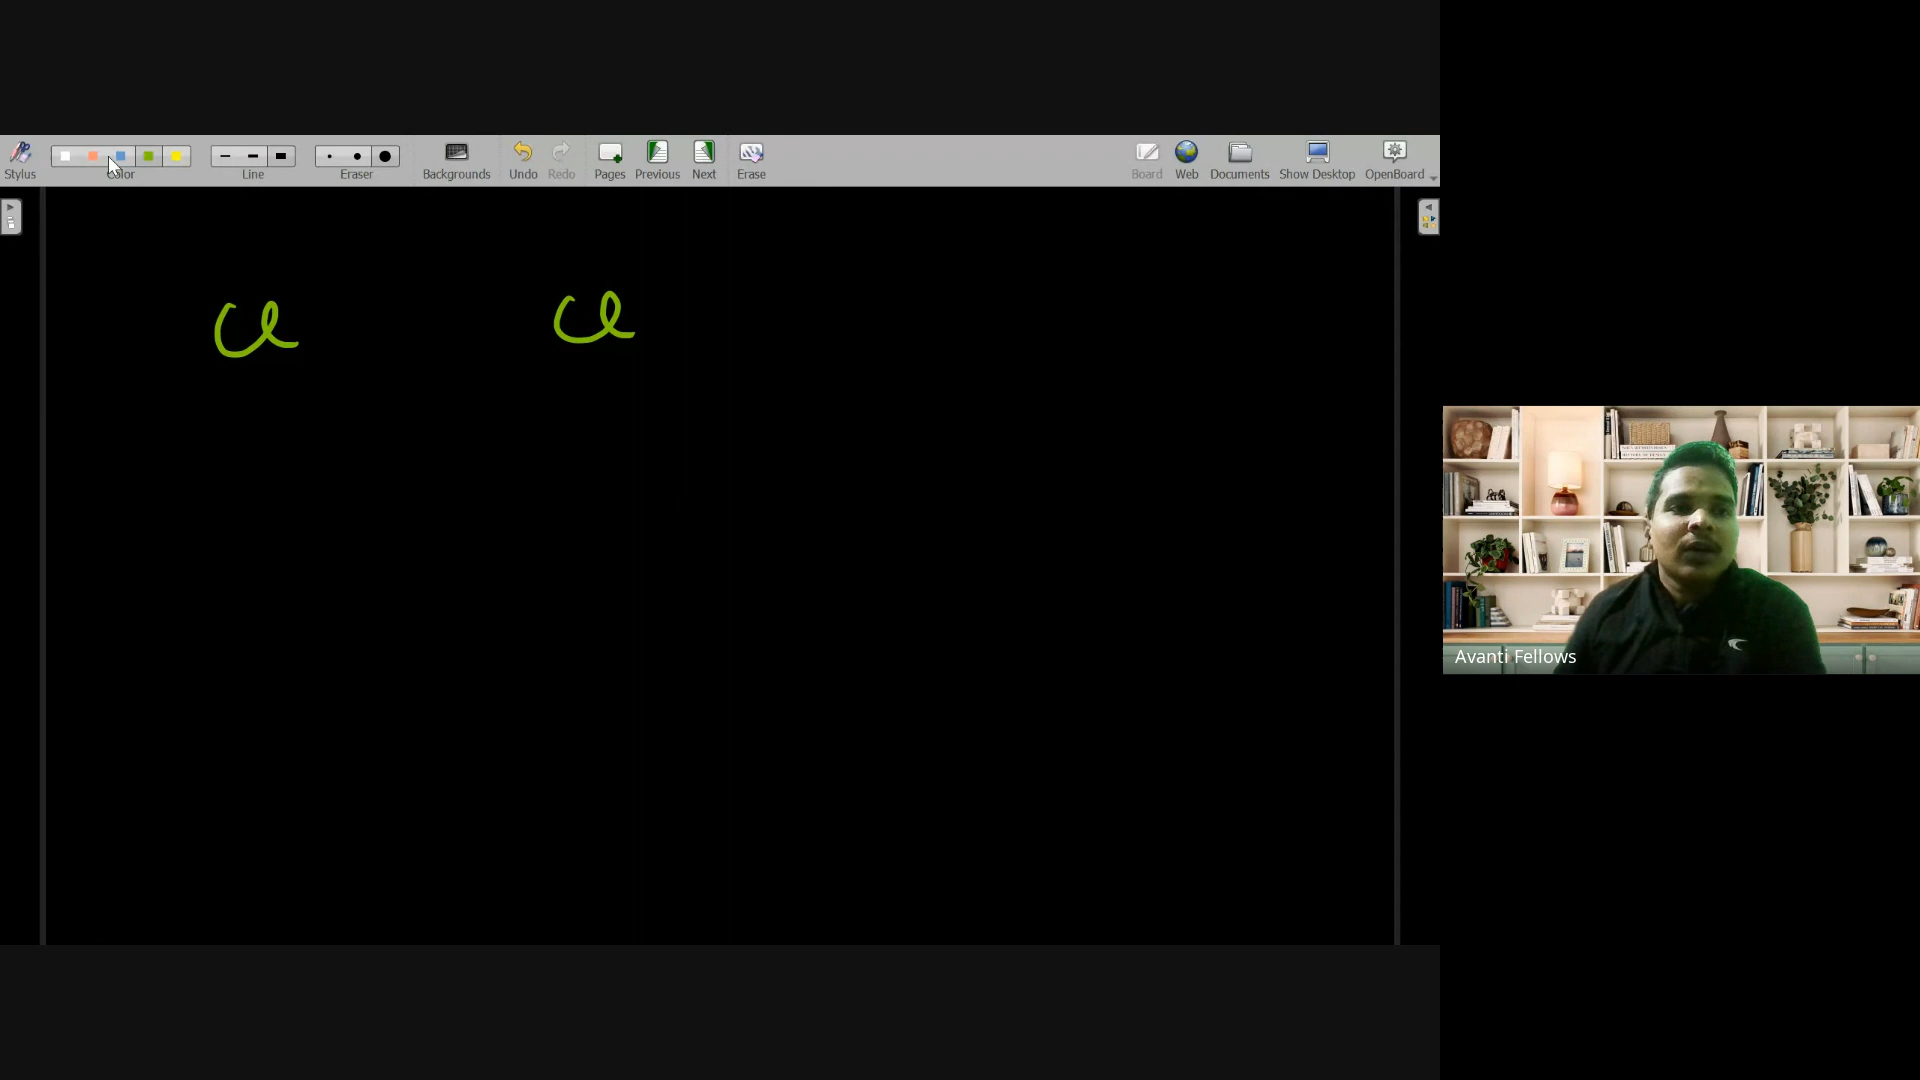 Stylus Color Line Eraser Backgrounds Undo Redo Pages Previous Next Erase Board Web Documents Show Desktop OpenBoard
Cl Cl
Avanti Fellows